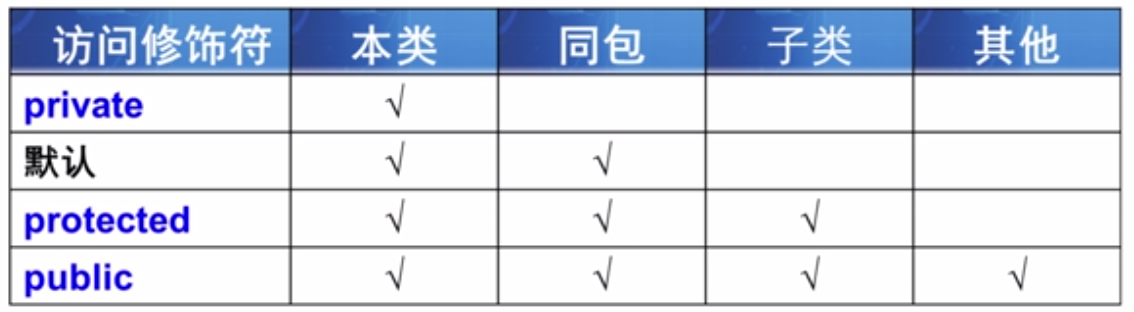 访问修饰符 本类 同包 子类 其他
private √
默认 √ √
protected √ √ √
public √ √ √ √